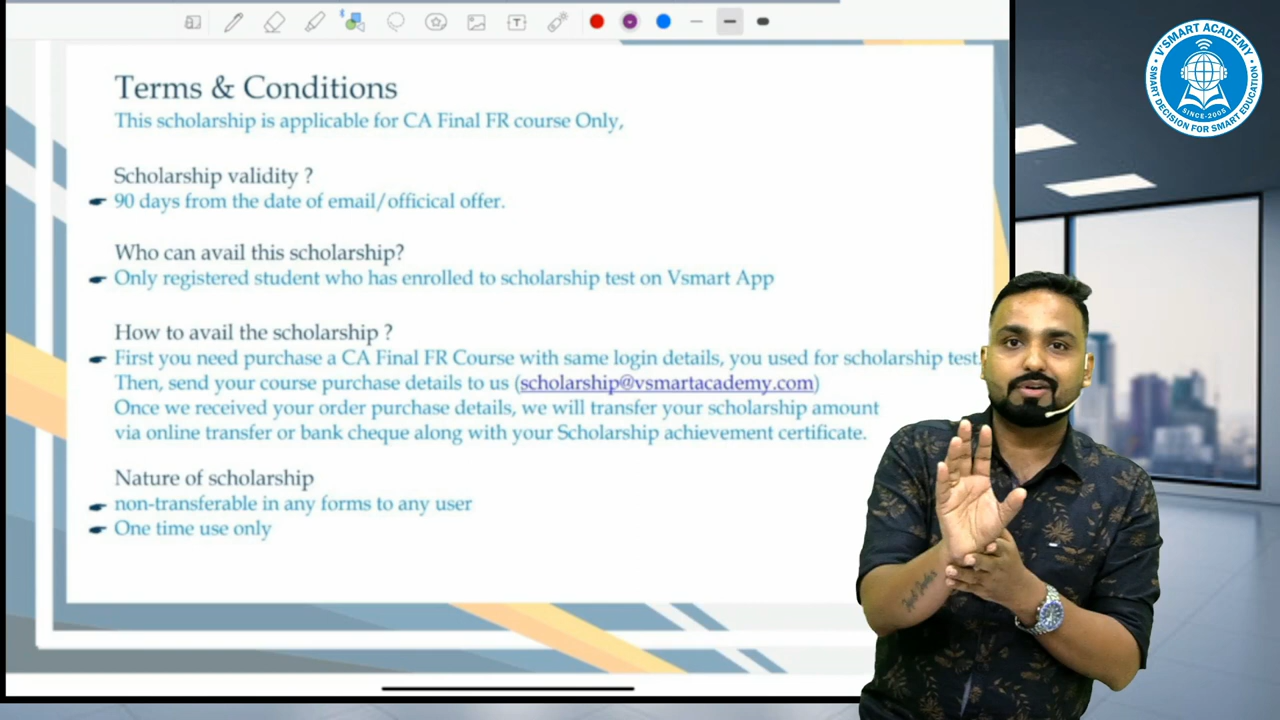 Terms & Conditions
This scholarship is applicable for CA Final FR course Only,
Scholarship validity ?
90 days from the date of email/officical offer.
Who can avail this scholarship?
Only registered student who has enrolled to scholarship test on Vsmart App
How to avail the scholarship ?
First you need purchase a CA Final FR Course with same login details, you used for scholarship test.
Then, send your course purchase details to us (scholarship@vsmartacademy.com)
Once we received your order purchase details, we will transfer your scholarship amount
via online transfer or bank cheque along with your Scholarship achievement certificate.
Nature of scholarship
non-transferable in any forms to any user
One time use only
V'SMART ACADEMY
SINCE-2005
SMART DECISION FOR SMART EDUCATION
T